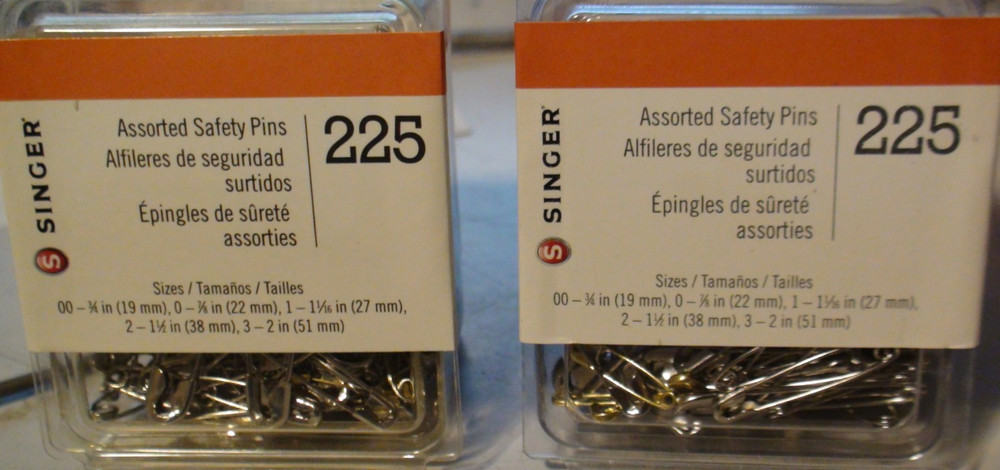 SINGER
Assorted Safety Pins
Alfileres de seguridad
surtidos
Épingles de sûreté
assorties
225
Sizes / Tamaños / Tailles
00 – ¾ in (19 mm), 0 – ⅞ in (22 mm), 1 – 1 1/16 in (27 mm),
2 – 1½ in (38 mm), 3 – 2 in (51 mm)
SINGER
Assorted Safety Pins
Alfileres de seguridad
surtidos
Épingles de sûreté
assorties
225
Sizes / Tamaños / Tailles
00 – ¾ in (19 mm), 0 – ⅞ in (22 mm), 1 – 1 1/16 in (27 mm),
2 – 1½ in (38 mm), 3 – 2 in (51 mm)